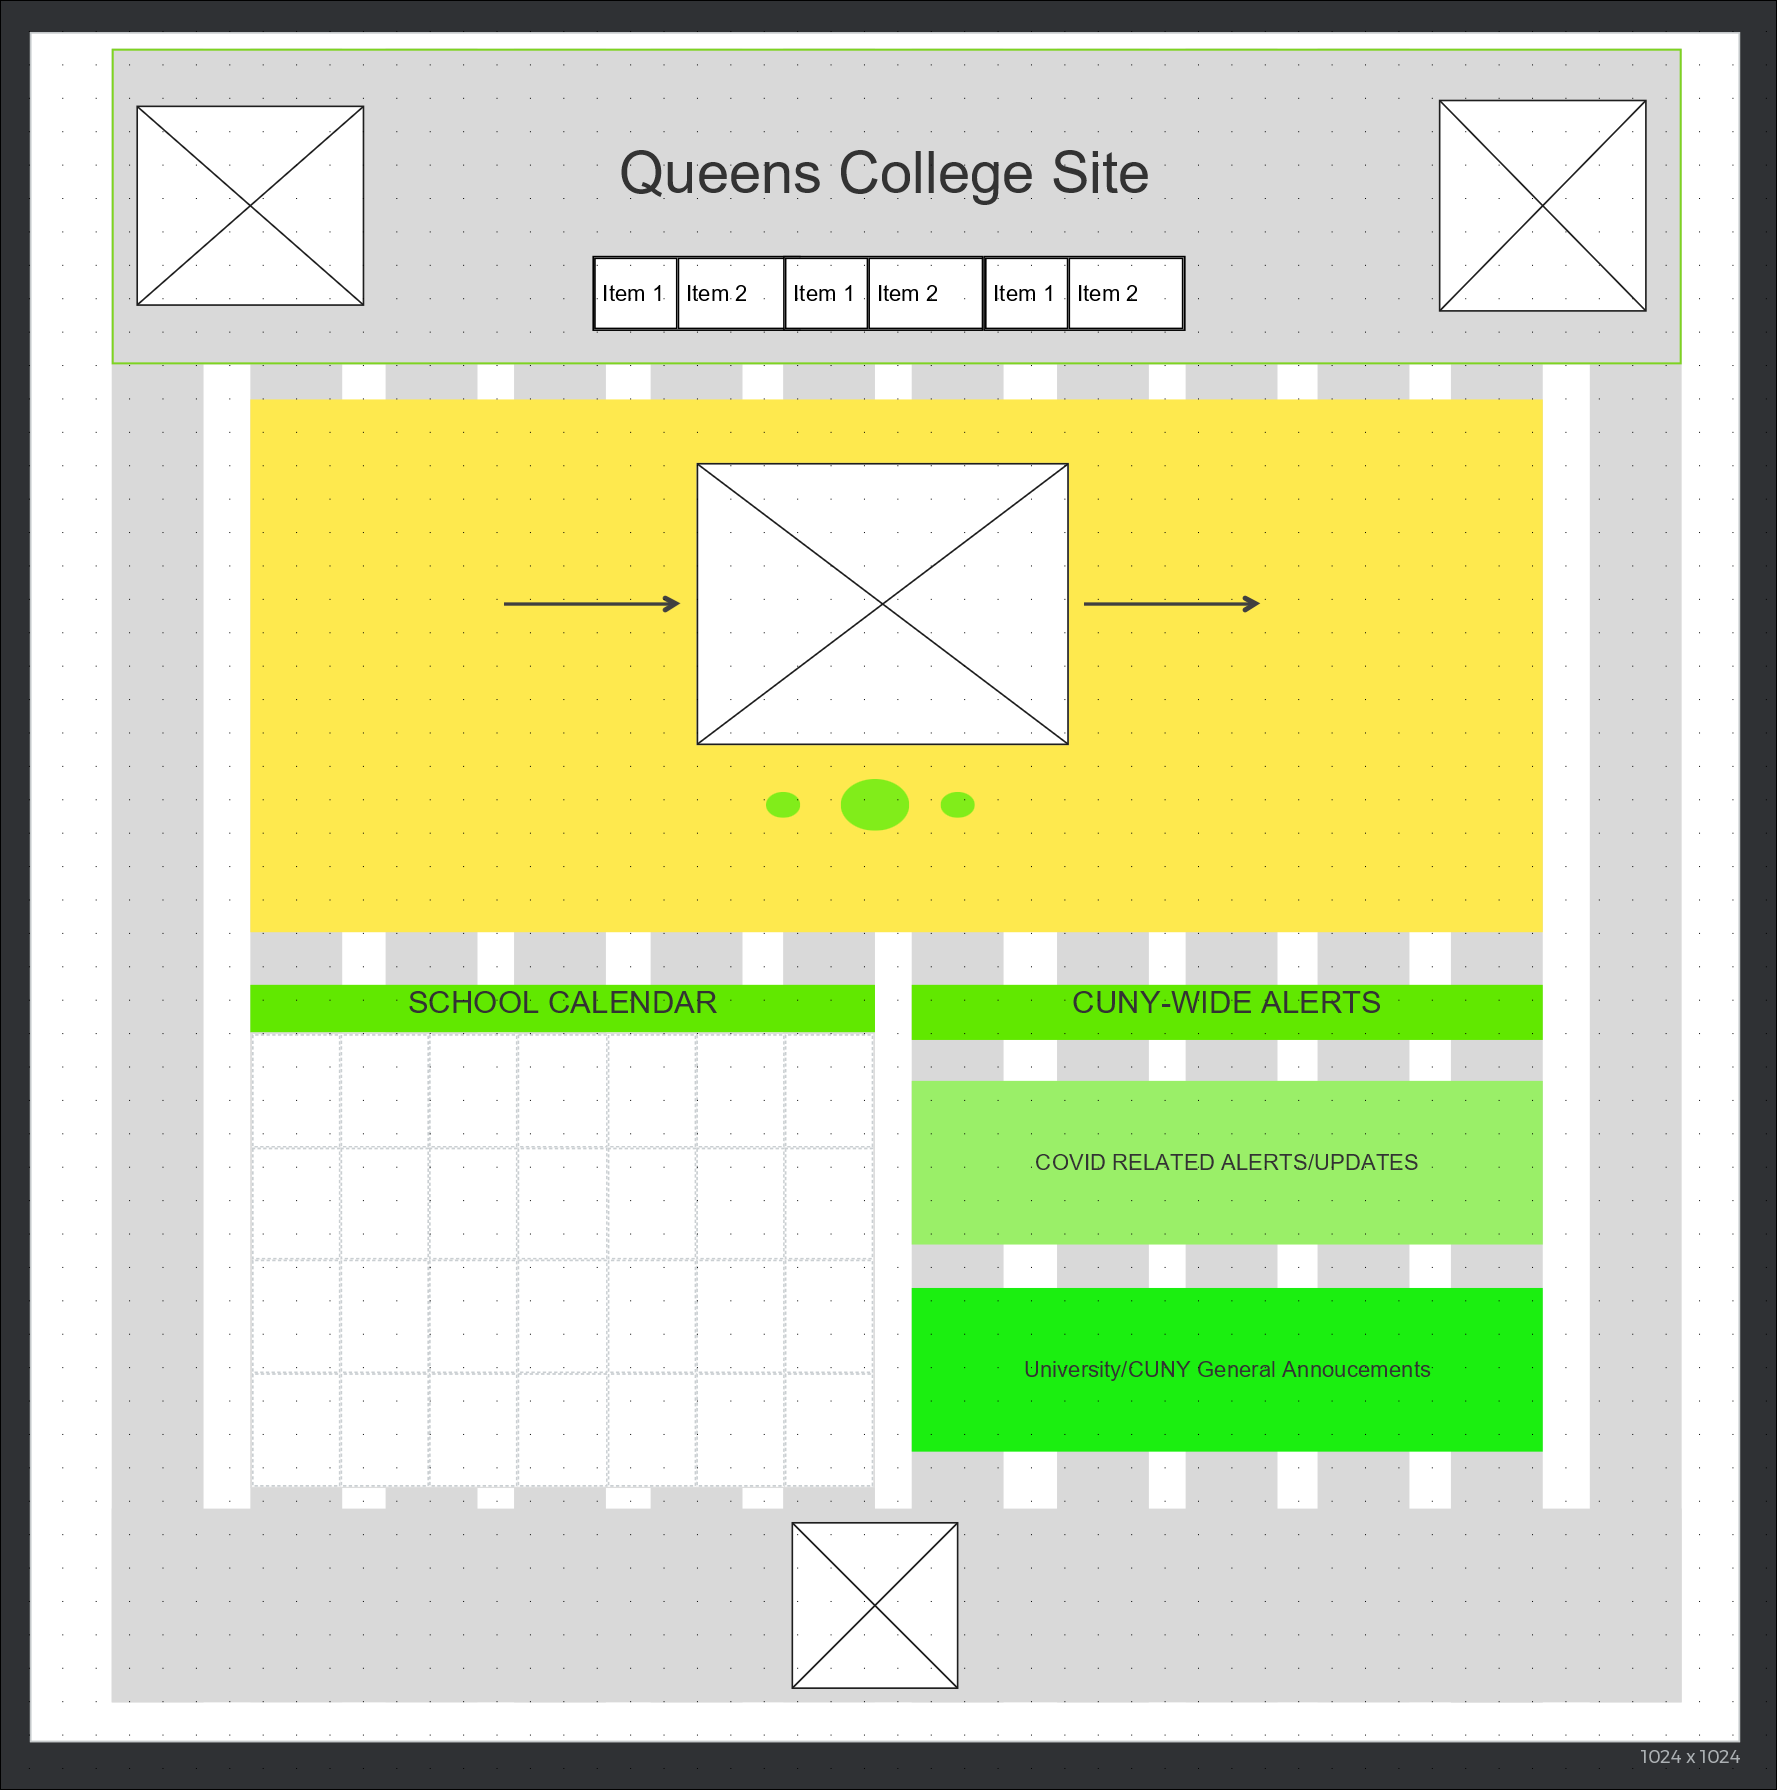 Queens College Site
Item 1 Item 2 Item 1 Item 2 Item 1 Item 2
SCHOOL CALENDAR
CUNY-WIDE ALERTS
COVID RELATED ALERTS/UPDATES
University/CUNY General Annoucements
1024 x 1024